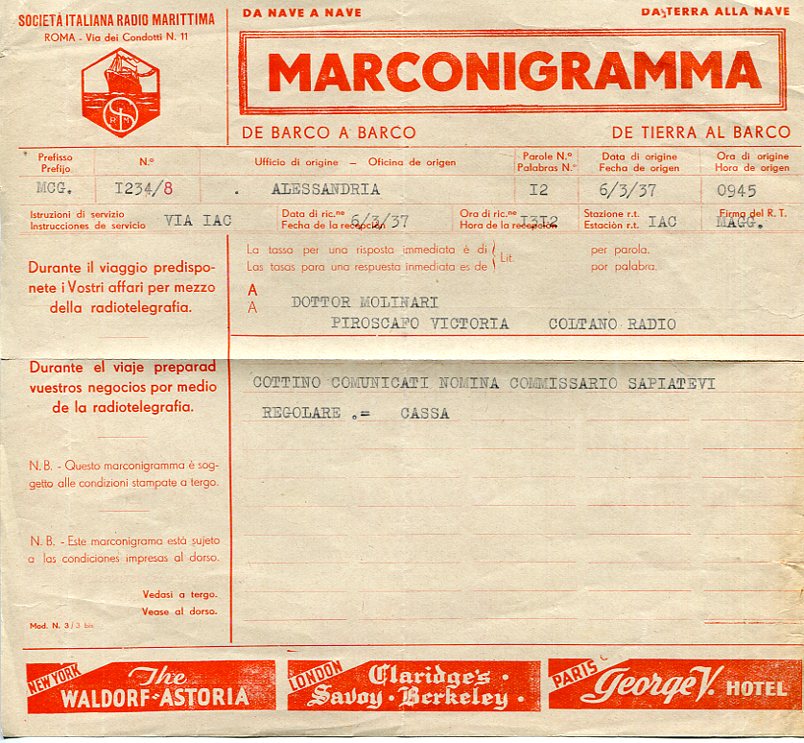 SOCIETÀ ITALIANA RADIO MARITTIMA
ROMA - Via dei Condotti N. 11
S R M
DA NAVE A NAVE
DA TERRA ALLA NAVE
MARCONIGRAMMA
DE BARCO A BARCO
DE TIERRA AL BARCO
Prefisso
Prefijo
MCG.
N.º
I234/8
Ufficio di origine – Oficina de origen
. ALESSANDRIA
Parole N.º
Palabras N.º
I2
Data di origine
Fecha de origen
6/3/37
Ora di origine
Hora de origen
0945
Istruzioni di servizio
Instrucciones de servicio
VIA IAC
Data di ric.ne
Fecha de la recepción
6/3/37
Ora di ric.ne
Hora de la recepción
I3I2
Stazione r.t.
Estación r.t.
IAC
Firma del R. T.
MAGG.
Durante il viaggio predispo-
nete i Vostri affari per mezzo
della radiotelegrafia.
La tassa per una risposta immediata è di
Las tasas para una respuesta inmediata es de
Lit.
per parola.
por palabra.
A
A
DOTTOR MOLINARI
PIROSCAFO VICTORIA COLTANO RADIO
Durante el viaje preparad
vuestros negocios por medio
de la radiotelegrafia.
COTTINO COMUNICATI NOMINA COMMISSARIO SAPIATEVI
REGOLARE .= CASSA
N. B. - Questo marconigramma è sog-
getto alle condizioni stampate a tergo.
N. B. - Este marconigrama está sujeto
a las condiciones impresas al dorso.
Vedasi a tergo.
Vease al dorso.
Mod. N. 3 / 3 bis
NEW YORK
The
WALDORF-ASTORIA
LONDON
Claridge's ·
Savoy · Berkeley ·
PARIS
George V. HOTEL